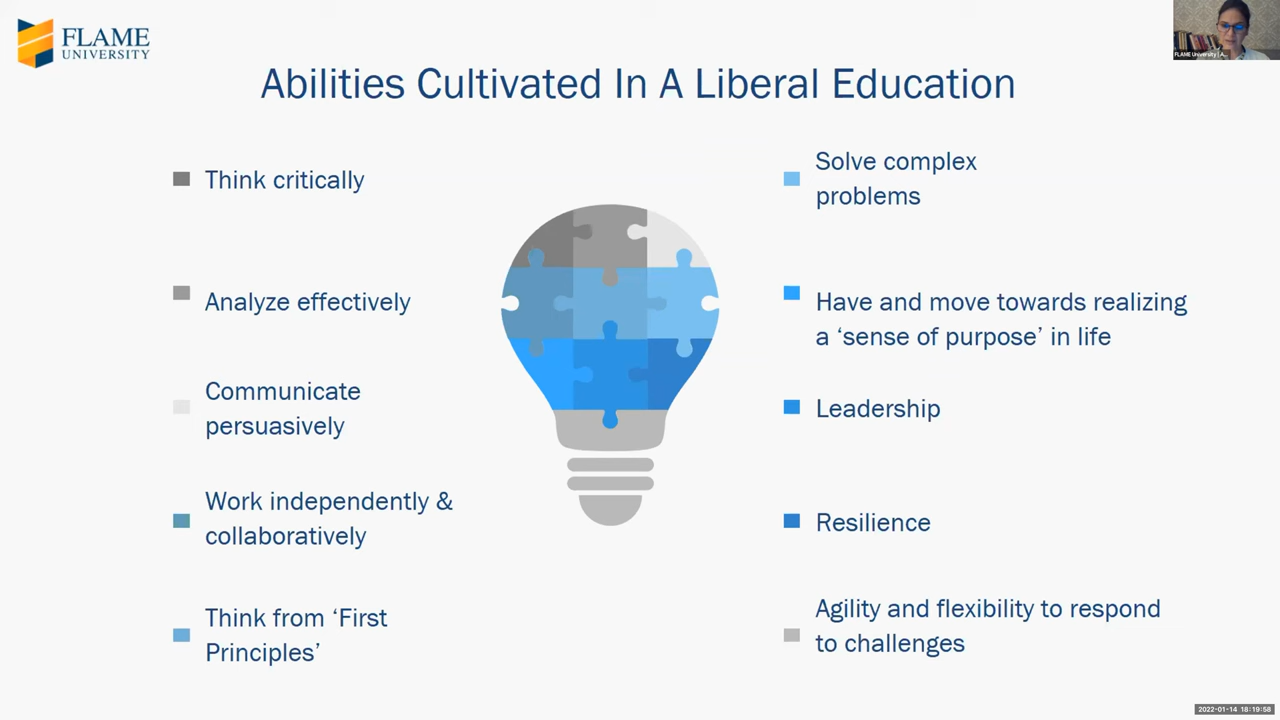 FLAME
UNIVERSITY
FLAME University | A...
Abilities Cultivated In A Liberal Education
Think critically
Analyze effectively
Communicate
persuasively
Work independently &
collaboratively
Think from ‘First
Principles’
Solve complex
problems
Have and move towards realizing
a ‘sense of purpose’ in life
Leadership
Resilience
Agility and flexibility to respond
to challenges
2022-01-14 18:19:58